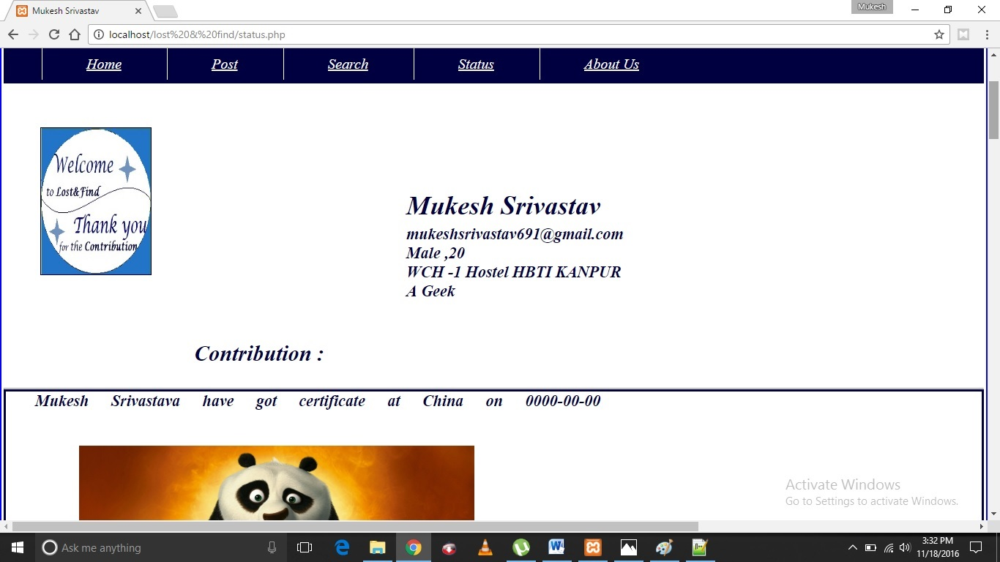 Mukesh Srivastav
Mukesh
localhost/lost%20&%20find/status.php
Home Post Search Status About Us
Welcome
to Lost&Find
Thank you
for the Contribution
Mukesh Srivastav
mukeshsrivastav691@gmail.com
Male ,20
WCH -1 Hostel HBTI KANPUR
A Geek
Contribution :
Mukesh Srivastava have got certificate at China on 0000-00-00
Activate Windows
Go to Settings to activate Windows.
Ask me anything
3:32 PM
11/18/2016